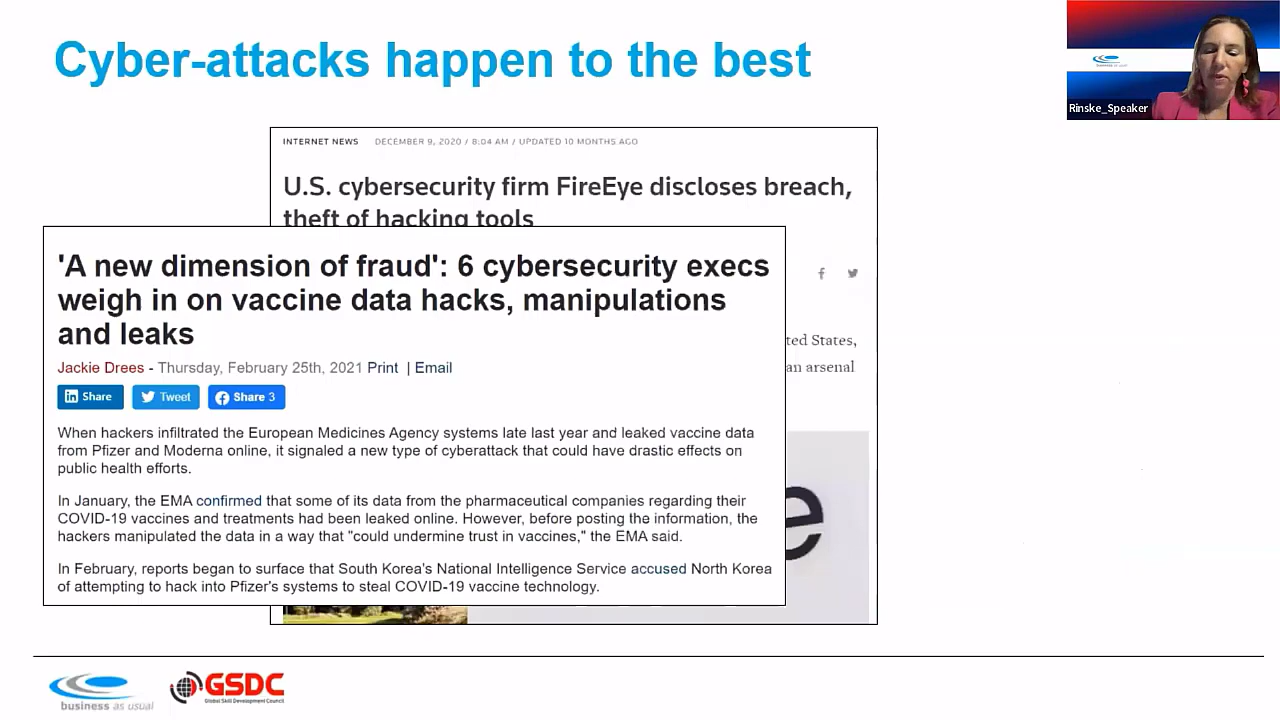 Cyber-attacks happen to the best
business as usual
Rinske_Speaker
INTERNET NEWS DECEMBER 9, 2020 / 8:04 AM / UPDATED 10 MONTHS AGO
U.S. cybersecurity firm FireEye discloses breach,
theft of hacking tools
'A new dimension of fraud': 6 cybersecurity execs
weigh in on vaccine data hacks, manipulations
and leaks
Jackie Drees - Thursday, February 25th, 2021 Print | Email
Share Tweet Share 3
When hackers infiltrated the European Medicines Agency systems late last year and leaked vaccine data
from Pfizer and Moderna online, it signaled a new type of cyberattack that could have drastic effects on
public health efforts.
In January, the EMA confirmed that some of its data from the pharmaceutical companies regarding their
COVID-19 vaccines and treatments had been leaked online. However, before posting the information, the
hackers manipulated the data in a way that "could undermine trust in vaccines," the EMA said.
In February, reports began to surface that South Korea's National Intelligence Service accused North Korea
of attempting to hack into Pfizer's systems to steal COVID-19 vaccine technology.
ted States,
an arsenal
e
business as usual
GSDC
Global Skill Development Council